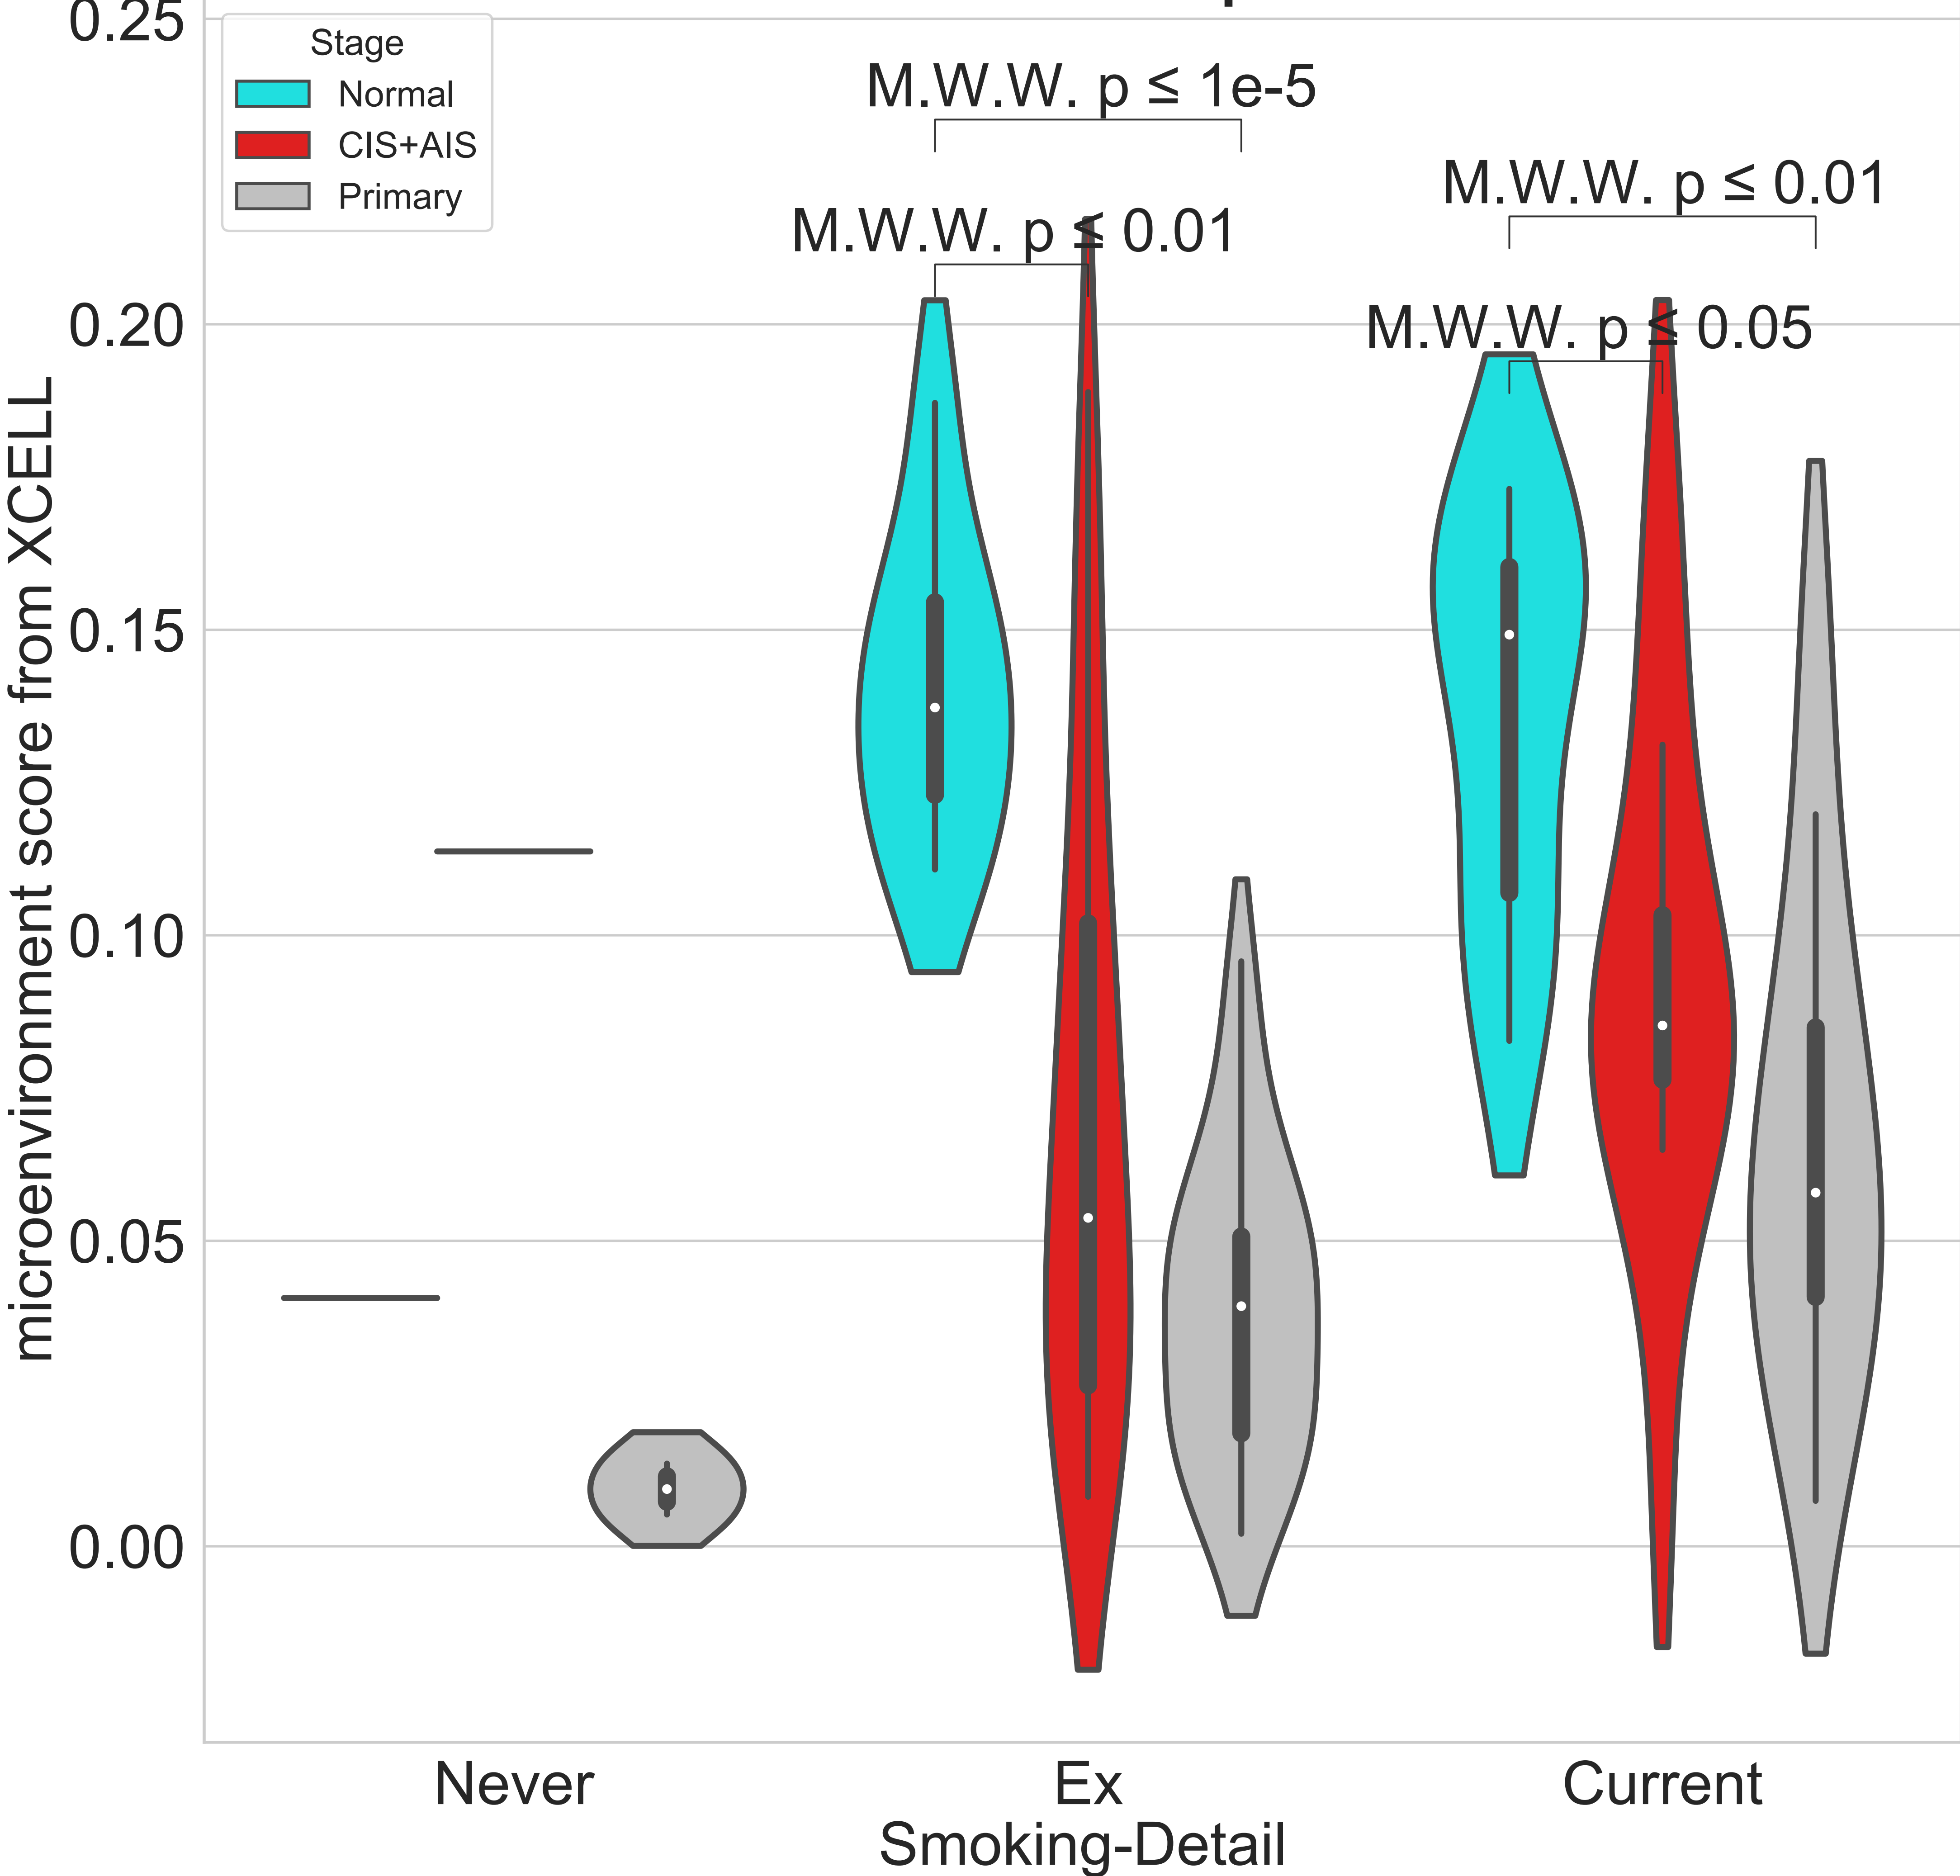 0.25
0.20
0.15
0.10
0.05
0.00
microenvironment score from XCELL
Stage
Normal
CIS+AIS
Primary
M.W.W. p ≤ 1e-5
M.W.W. p ≤ 0.01
M.W.W. p ≤ 0.01
M.W.W. p ≤ 0.05
Never
Ex
Current
Smoking-Detail